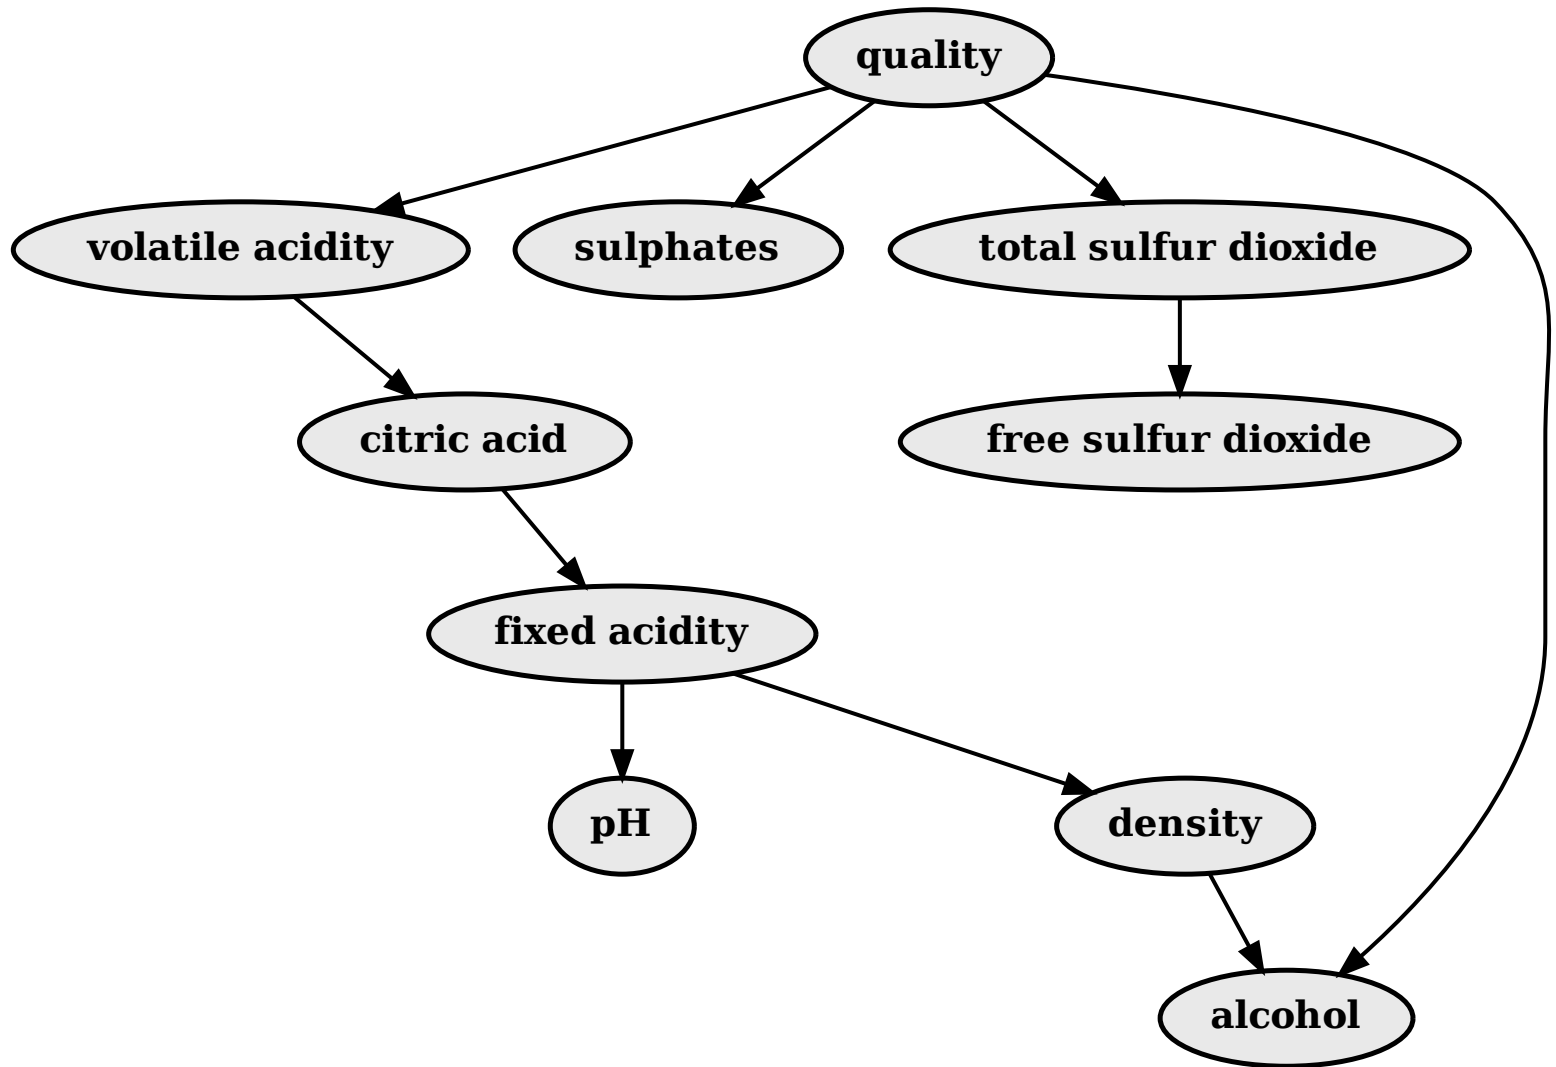 quality
volatile acidity
sulphates
total sulfur dioxide
citric acid
free sulfur dioxide
fixed acidity
pH
density
alcohol